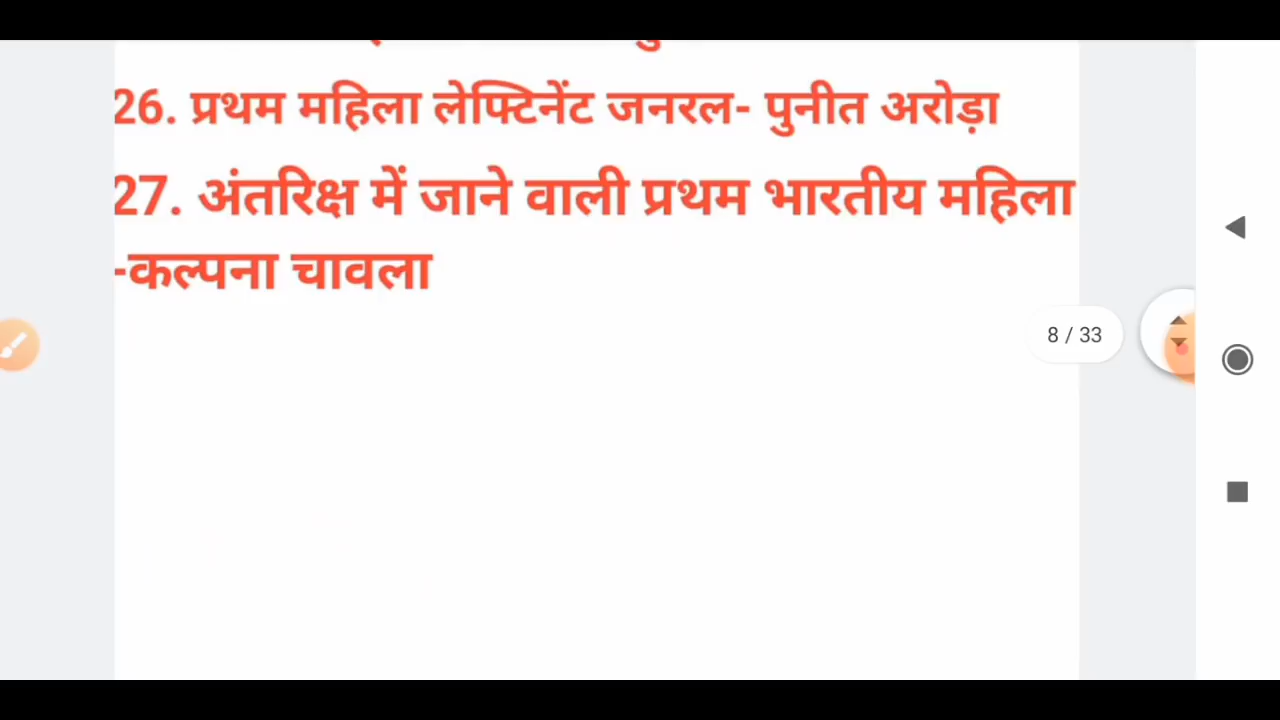 26. प्रथम महिला लेफ्टिनेंट जनरल- पुनीत अरोड़ा
27. अंतरिक्ष में जाने वाली प्रथम भारतीय महिला
-कल्पना चावला
8 / 33